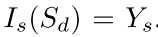 I_s(S_d) = Y_s.